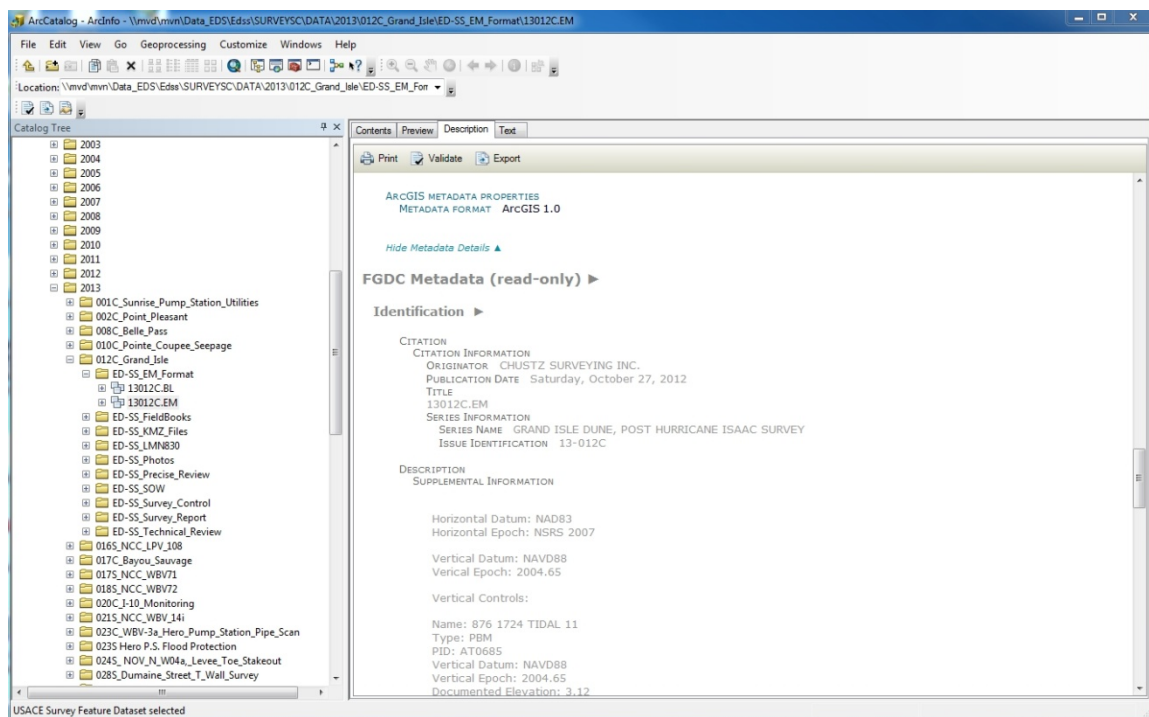 ArcCatalog - ArcInfo - \\mvd\mvn\Data_EDS\Edss\SURVEYSC\DATA\2013\012C_Grand_Isle\ED-SS_EM_Format\13012C.EM
File Edit View Go Geoprocessing Customize Windows Help
Location: \\mvd\mvn\Data_EDS\Edss\SURVEYSC\DATA\2013\012C_Grand_Isle\ED-SS_EM_Forr
Catalog Tree
2003
2004
2005
2006
2007
2008
2009
2010
2011
2012
2013
001C_Sunrise_Pump_Station_Utilities
002C_Point_Pleasant
008C_Belle_Pass
010C_Pointe_Coupee_Seepage
012C_Grand_Isle
ED-SS_EM_Format
13012C.BL
13012C.EM
ED-SS_FieldBooks
ED-SS_KMZ_Files
ED-SS_LMN830
ED-SS_Photos
ED-SS_Precise_Review
ED-SS_SOW
ED-SS_Survey_Control
ED-SS_Survey_Report
ED-SS_Technical_Review
016S_NCC_LPV_108
017C_Bayou_Sauvage
017S_NCC_WBV71
018S_NCC_WBV72
020C_I-10_Monitoring
021S_NCC_WBV_14i
023C_WBV-3a_Hero_Pump_Station_Pipe_Scan
023S Hero P.S. Flood Protection
024S_ NOV_N_W04a,_Levee_Toe_Stakeout
028S_Dumaine_Street_T_Wall_Survey
Contents Preview Description Text
Print Validate Export
ARCGIS METADATA PROPERTIES
METADATA FORMAT ArcGIS 1.0
Hide Metadata Details ▲
FGDC Metadata (read-only) ►
Identification ►
CITATION
CITATION INFORMATION
ORIGINATOR CHUSTZ SURVEYING INC.
PUBLICATION DATE Saturday, October 27, 2012
TITLE
13012C.EM
SERIES INFORMATION
SERIES NAME GRAND ISLE DUNE, POST HURRICANE ISAAC SURVEY
ISSUE IDENTIFICATION 13-012C
DESCRIPTION
SUPPLEMENTAL INFORMATION
Horizontal Datum: NAD83
Horizontal Epoch: NSRS 2007
Vertical Datum: NAVD88
Verical Epoch: 2004.65
Vertical Controls:
Name: 876 1724 TIDAL 11
Type: PBM
PID: AT0685
Vertical Datum: NAVD88
Vertical Epoch: 2004.65
Documented Elevation: 3.12
USACE Survey Feature Dataset selected